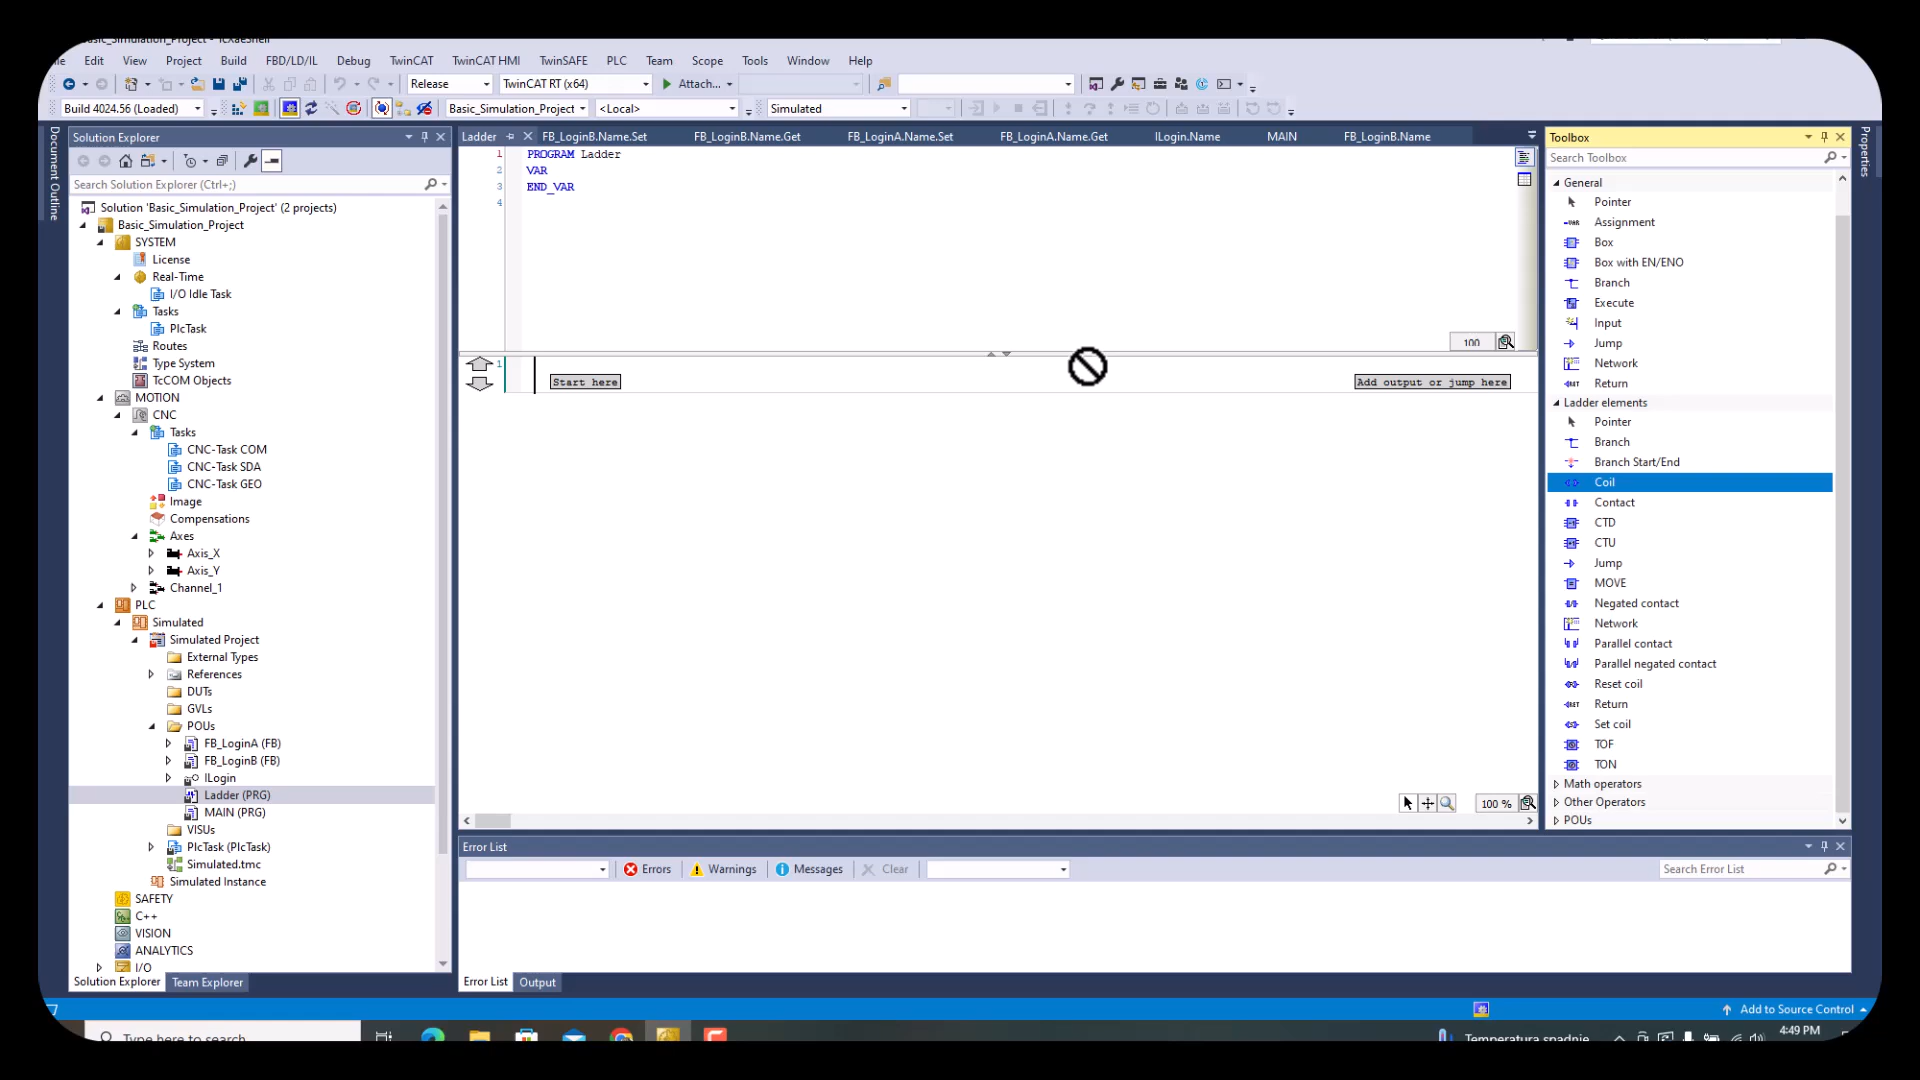 Basic_Simulation_Project - TcXaeShell
Edit View Project Build FBD/LD/IL Debug TwinCAT TwinCAT HMI TwinSAFE PLC Team Scope Tools Window Help
Release TwinCAT RT (x64) Attach...
Build 4024.56 (Loaded) Basic_Simulation_Project <Local> Simulated
Document Outline
Solution Explorer
Search Solution Explorer (Ctrl+;)
Solution 'Basic_Simulation_Project' (2 projects)
Basic_Simulation_Project
SYSTEM
License
Real-Time
I/O Idle Task
Tasks
PlcTask
Routes
Type System
TcCOM Objects
MOTION
CNC
Tasks
CNC-Task COM
CNC-Task SDA
CNC-Task GEO
Image
Compensations
Axes
Axis_X
Axis_Y
Channel_1
PLC
Simulated
Simulated Project
External Types
References
DUTs
GVLs
POUs
FB_LoginA (FB)
FB_LoginB (FB)
ILogin
Ladder (PRG)
MAIN (PRG)
VISUs
PlcTask (PlcTask)
Simulated.tmc
Simulated Instance
SAFETY
C++
VISION
ANALYTICS
I/O
Solution Explorer Team Explorer
Ladder FB_LoginB.Name.Set FB_LoginB.Name.Get FB_LoginA.Name.Set FB_LoginA.Name.Get ILogin.Name MAIN FB_LoginB.Name
1 PROGRAM Ladder
2 VAR
3 END_VAR
4
100
1
Start here Add output or jump here
100 %
Error List
Errors Warnings Messages Clear
Search Error List
Error List Output
Toolbox
Search Toolbox
General
Pointer
Assignment
Box
Box with EN/ENO
Branch
Execute
Input
Jump
Network
Return
Ladder elements
Pointer
Branch
Branch Start/End
Coil
Contact
CTD
CTU
Jump
MOVE
Negated contact
Network
Parallel contact
Parallel negated contact
Reset coil
Return
Set coil
TOF
TON
Math operators
Other Operators
POUs
Properties
Add to Source Control
Type here to search
Temperatura spadnie
4:49 PM